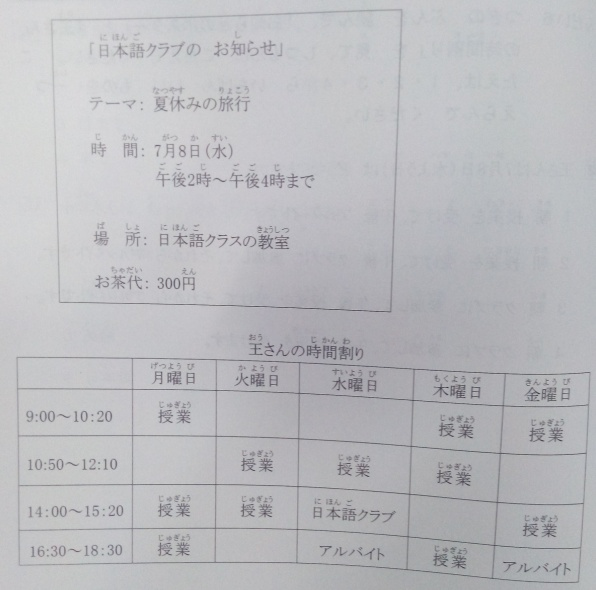 「日本語クラブの お知らせ」
テーマ: 夏休みの旅行
時 間: 7月8日(水)
午後2時～午後4時まで
場 所: 日本語クラスの教室
お茶代: 300円
王さんの時間割り
月曜日 火曜日 水曜日 木曜日 金曜日
9:00～10:20 授業 授業 授業
10:50～12:10 授業 授業 授業
14:00～15:20 授業 授業 日本語クラブ 授業
16:30～18:30 授業 アルバイト 授業 アルバイト